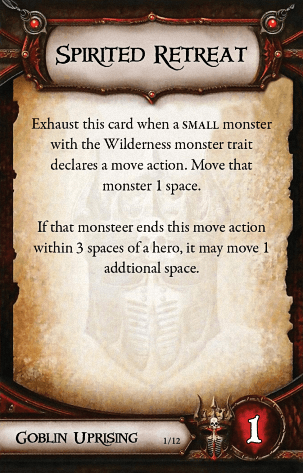 Spirited Retreat
Exhaust this card when a SMALL monster
with the Wilderness monster trait
declares a move action. Move that
monster 1 space.
If that monsteer ends this move action
within 3 spaces of a hero, it may move 1
addtional space.
Goblin Uprising
1/12
1